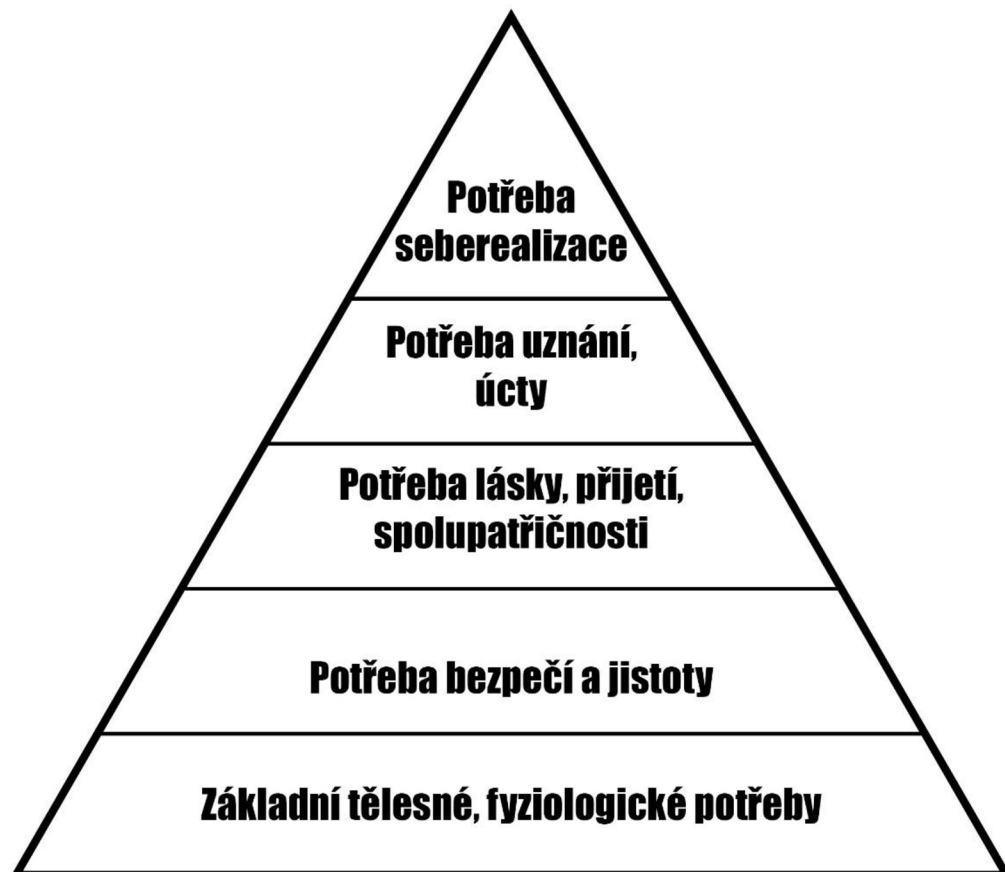 Potřeba
seberealizace
Potřeba uznání,
úcty
Potřeba lásky, přijetí,
spolupatřičnosti
Potřeba bezpečí a jistoty
Základní tělesné, fyziologické potřeby